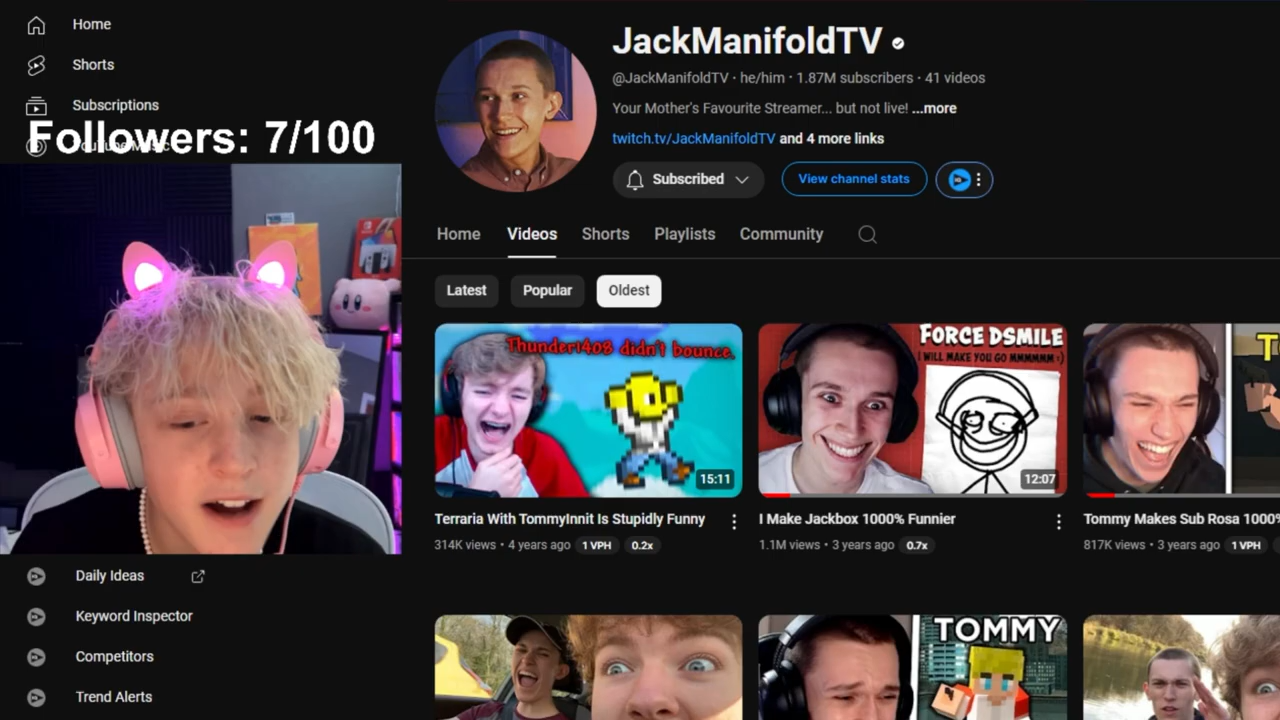 Home
Shorts
Subscriptions
Followers: 7/100
Daily Ideas
Keyword Inspector
Competitors
Trend Alerts
JackManifoldTV
@JackManifoldTV · he/him · 1.87M subscribers · 41 videos
Your Mother's Favourite Streamer... but not live! ...more
twitch.tv/JackManifoldTV and 4 more links
Subscribed
View channel stats
Home Videos Shorts Playlists Community
Latest Popular Oldest
Thunder1408 didn't bounce.
15:11
Terraria With TommyInnit Is Stupidly Funny
314K views • 4 years ago 1 VPH 0.2x
FORCE DSMILE
I WILL MAKE YOU GO MMMMMM :)
12:07
I Make Jackbox 1000% Funnier
1.1M views • 3 years ago 0.7x
Tommy Makes Sub Rosa 1000%
817K views • 3 years ago 1 VPH
TOMMY